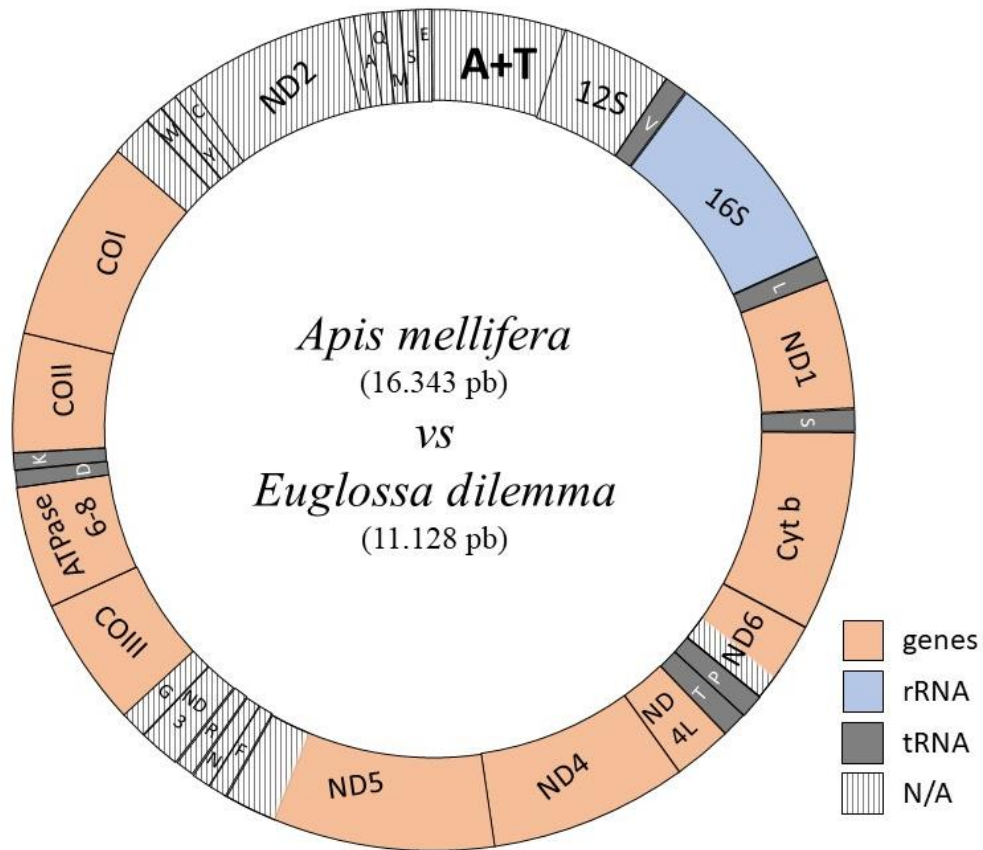 A+T
12S
V
16S
L
ND1
S
Cyt b
ND6
P
T
ND
4L
ND4
ND5
F
N
R
ND
3
G
COIII
ATPase
6-8
D
K
COII
COI
W
Y
C
ND2
I
A
Q
M
S
E
Apis mellifera
(16.343 pb)
vs
Euglossa dilemma
(11.128 pb)
genes
rRNA
tRNA
N/A